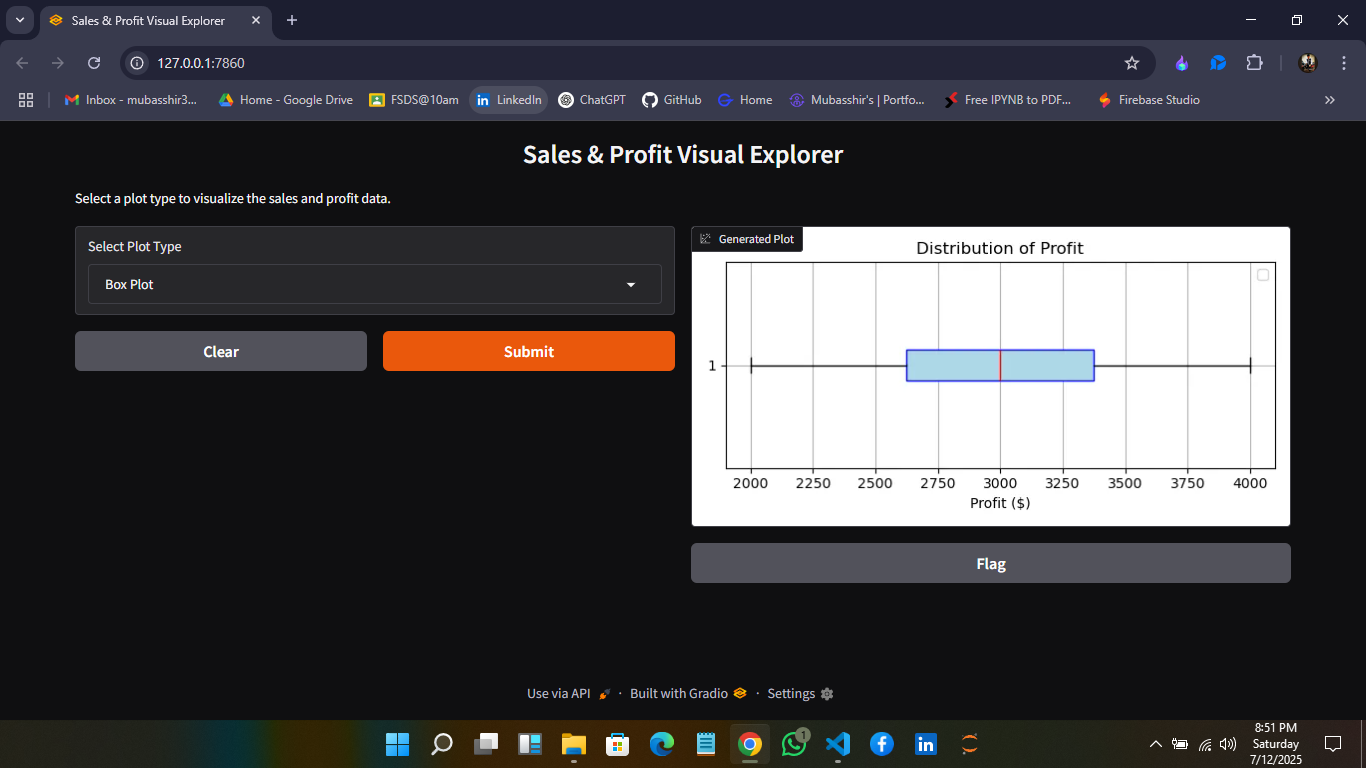 Sales & Profit Visual Explorer
127.0.0.1:7860
Inbox - mubasshir3...
Home - Google Drive
FSDS@10am
in LinkedIn
ChatGPT
GitHub
Home
Mubasshir's | Portfo...
Free IPYNB to PDF...
Firebase Studio
Sales & Profit Visual Explorer
Select a plot type to visualize the sales and profit data.
Select Plot Type
Box Plot
Clear
Submit
Generated Plot
Distribution of Profit
1
2000 2250 2500 2750 3000 3250 3500 3750 4000
Profit ($)
Flag
Use via API · Built with Gradio · Settings
1
in
8:51 PM
Saturday
7/12/2025